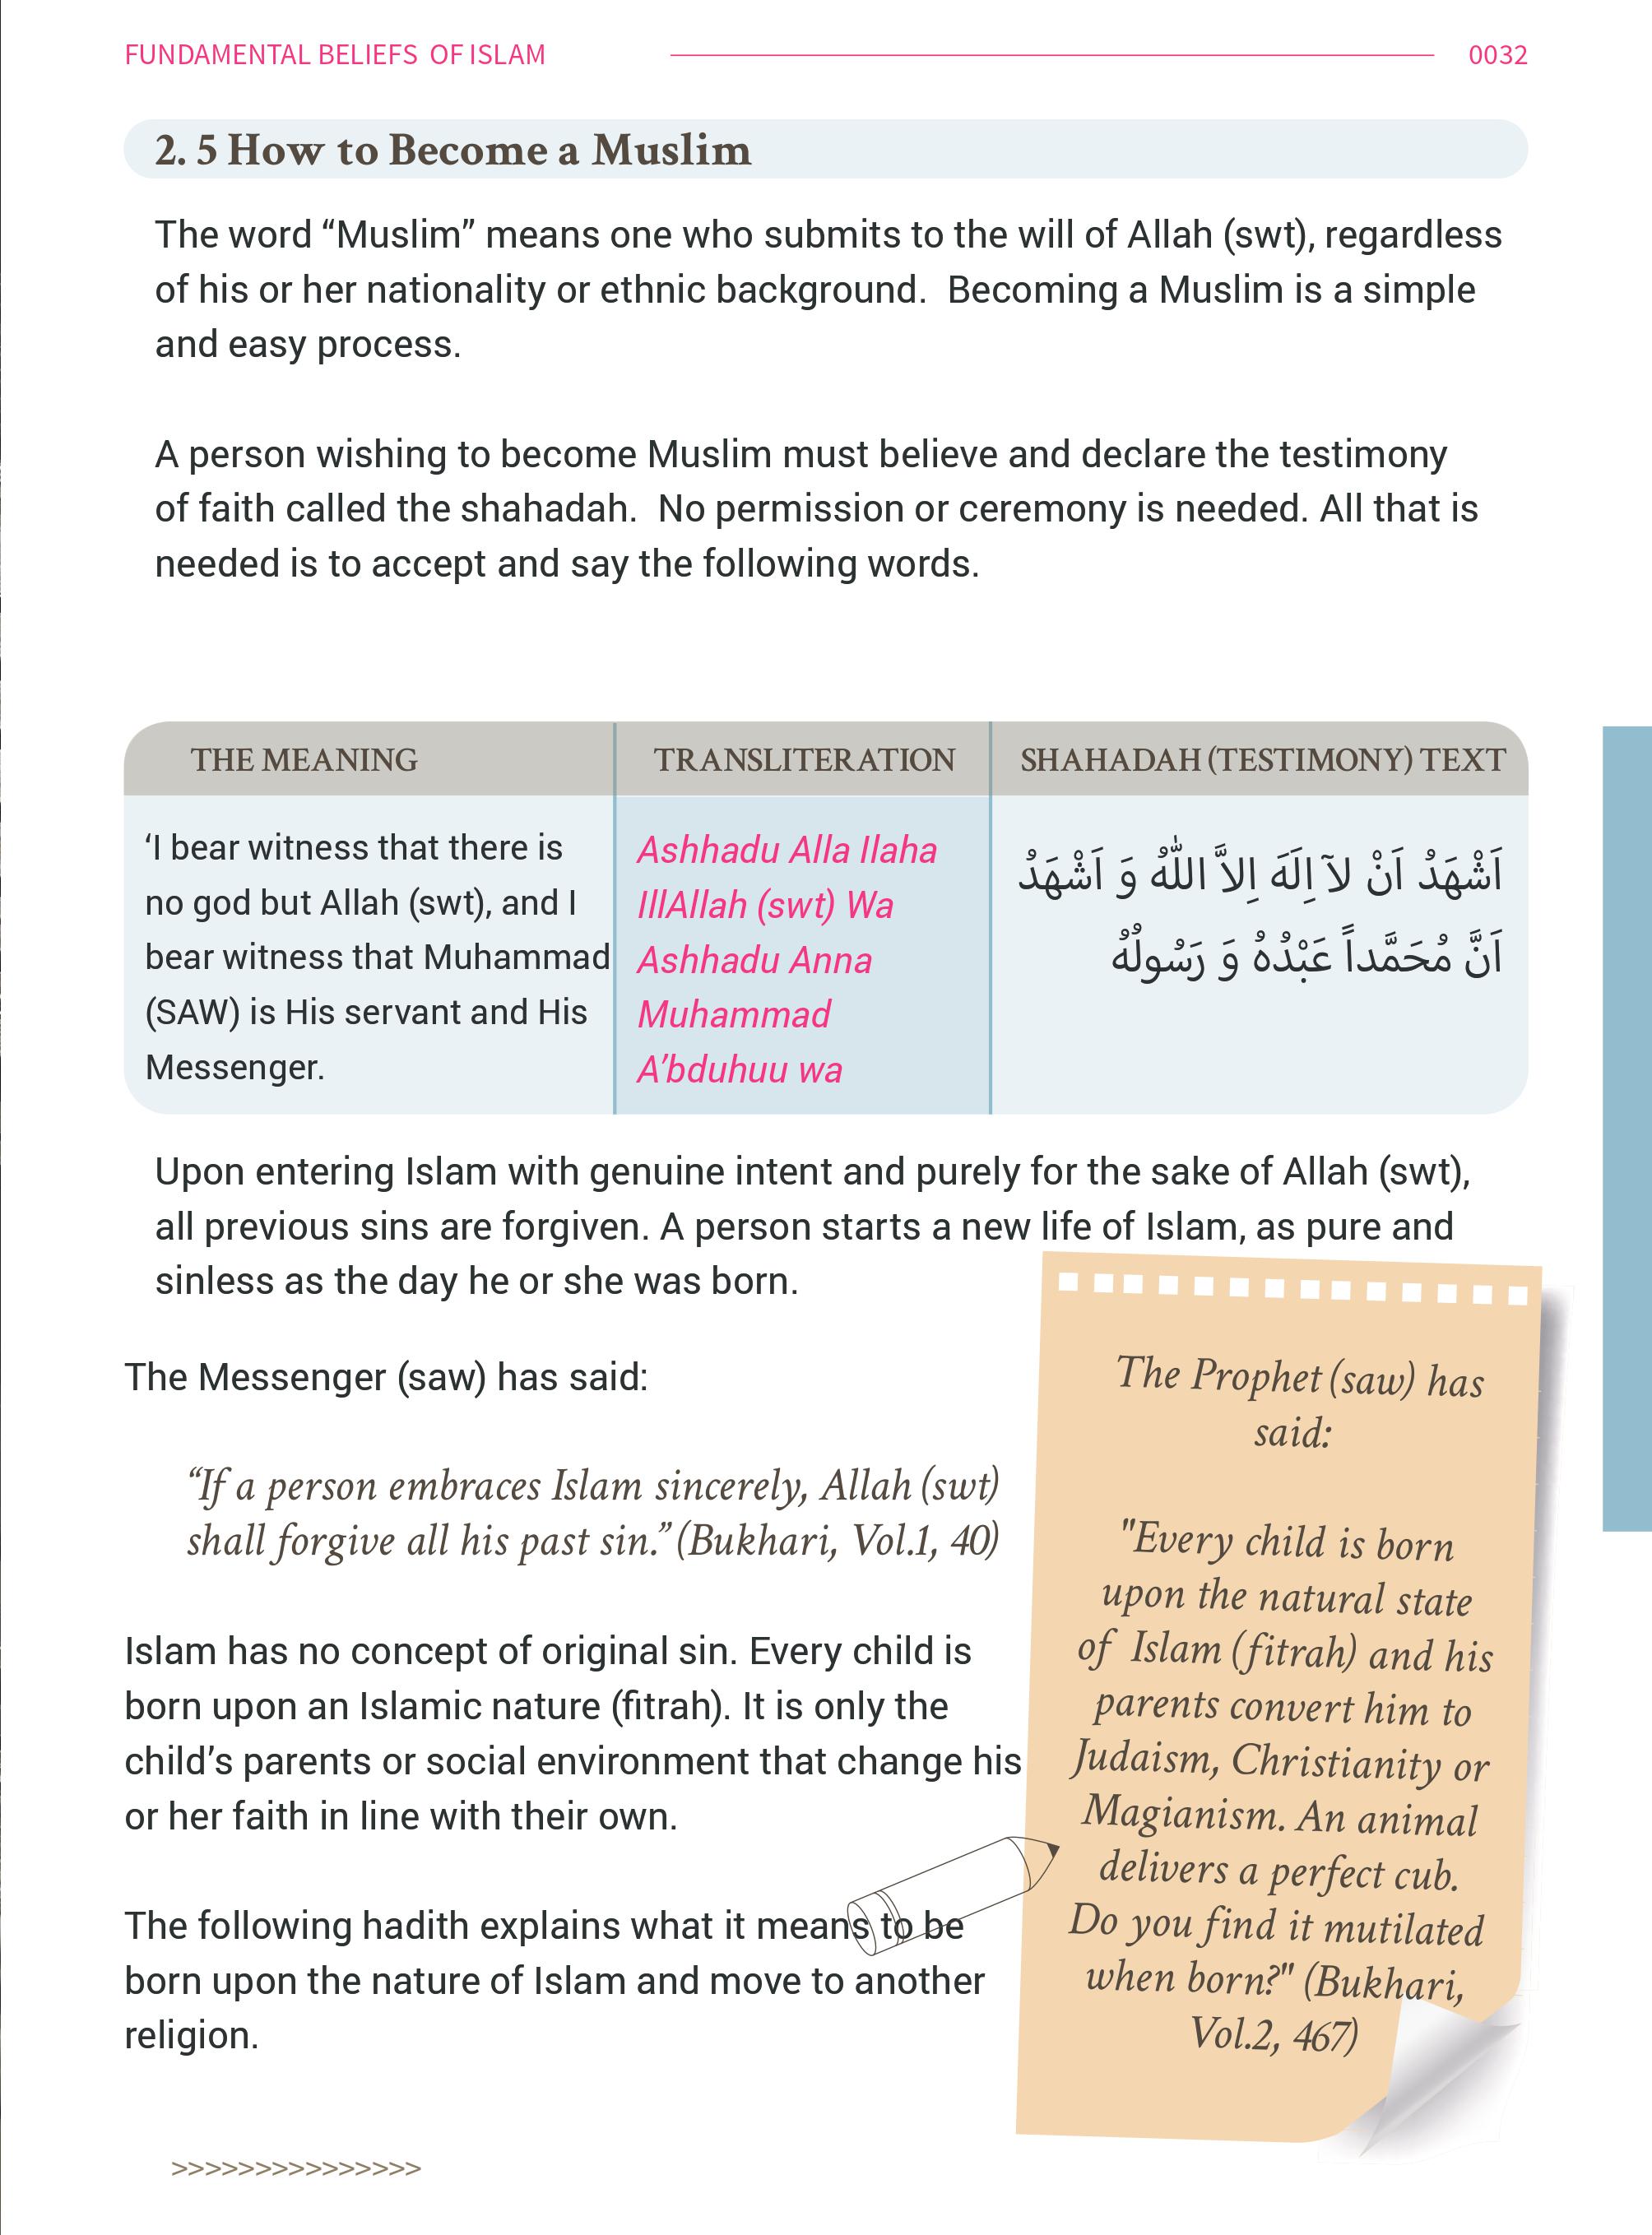 FUNDAMENTAL BELIEFS OF ISLAM
0032
2. 5 How to Become a Muslim
The word “Muslim” means one who submits to the will of Allah (swt), regardless
of his or her nationality or ethnic background. Becoming a Muslim is a simple
and easy process.
A person wishing to become Muslim must believe and declare the testimony
of faith called the shahadah. No permission or ceremony is needed. All that is
needed is to accept and say the following words.
THE MEANING
‘I bear witness that there is
no god but Allah (swt), and I
bear witness that Muhammad
(SAW) is His servant and His
Messenger.
TRANSLITERATION
Ashhadu Alla Ilaha
IllAllah (swt) Wa
Ashhadu Anna
Muhammad
A’bduhuu wa
SHAHADAH (TESTIMONY) TEXT
اَشْهَدُ اَنْ لآ اِلَهَ اِلاَّ اللّٰهُ وَ اَشْهَدُ
اَنَّ مُحَمَّداً عَبْدُهُ وَ رَسُولُهُ
Upon entering Islam with genuine intent and purely for the sake of Allah (swt),
all previous sins are forgiven. A person starts a new life of Islam, as pure and
sinless as the day he or she was born.
The Messenger (saw) has said:
“If a person embraces Islam sincerely, Allah (swt)
shall forgive all his past sin.” (Bukhari, Vol.1, 40)
Islam has no concept of original sin. Every child is
born upon an Islamic nature (fitrah). It is only the
child’s parents or social environment that change his
or her faith in line with their own.
The following hadith explains what it means to be
born upon the nature of Islam and move to another
religion.
The Prophet (saw) has
said:
"Every child is born
upon the natural state
of Islam (fitrah) and his
parents convert him to
Judaism, Christianity or
Magianism. An animal
delivers a perfect cub.
Do you find it mutilated
when born?" (Bukhari,
Vol.2, 467)
>>>>>>>>>>>>>>>